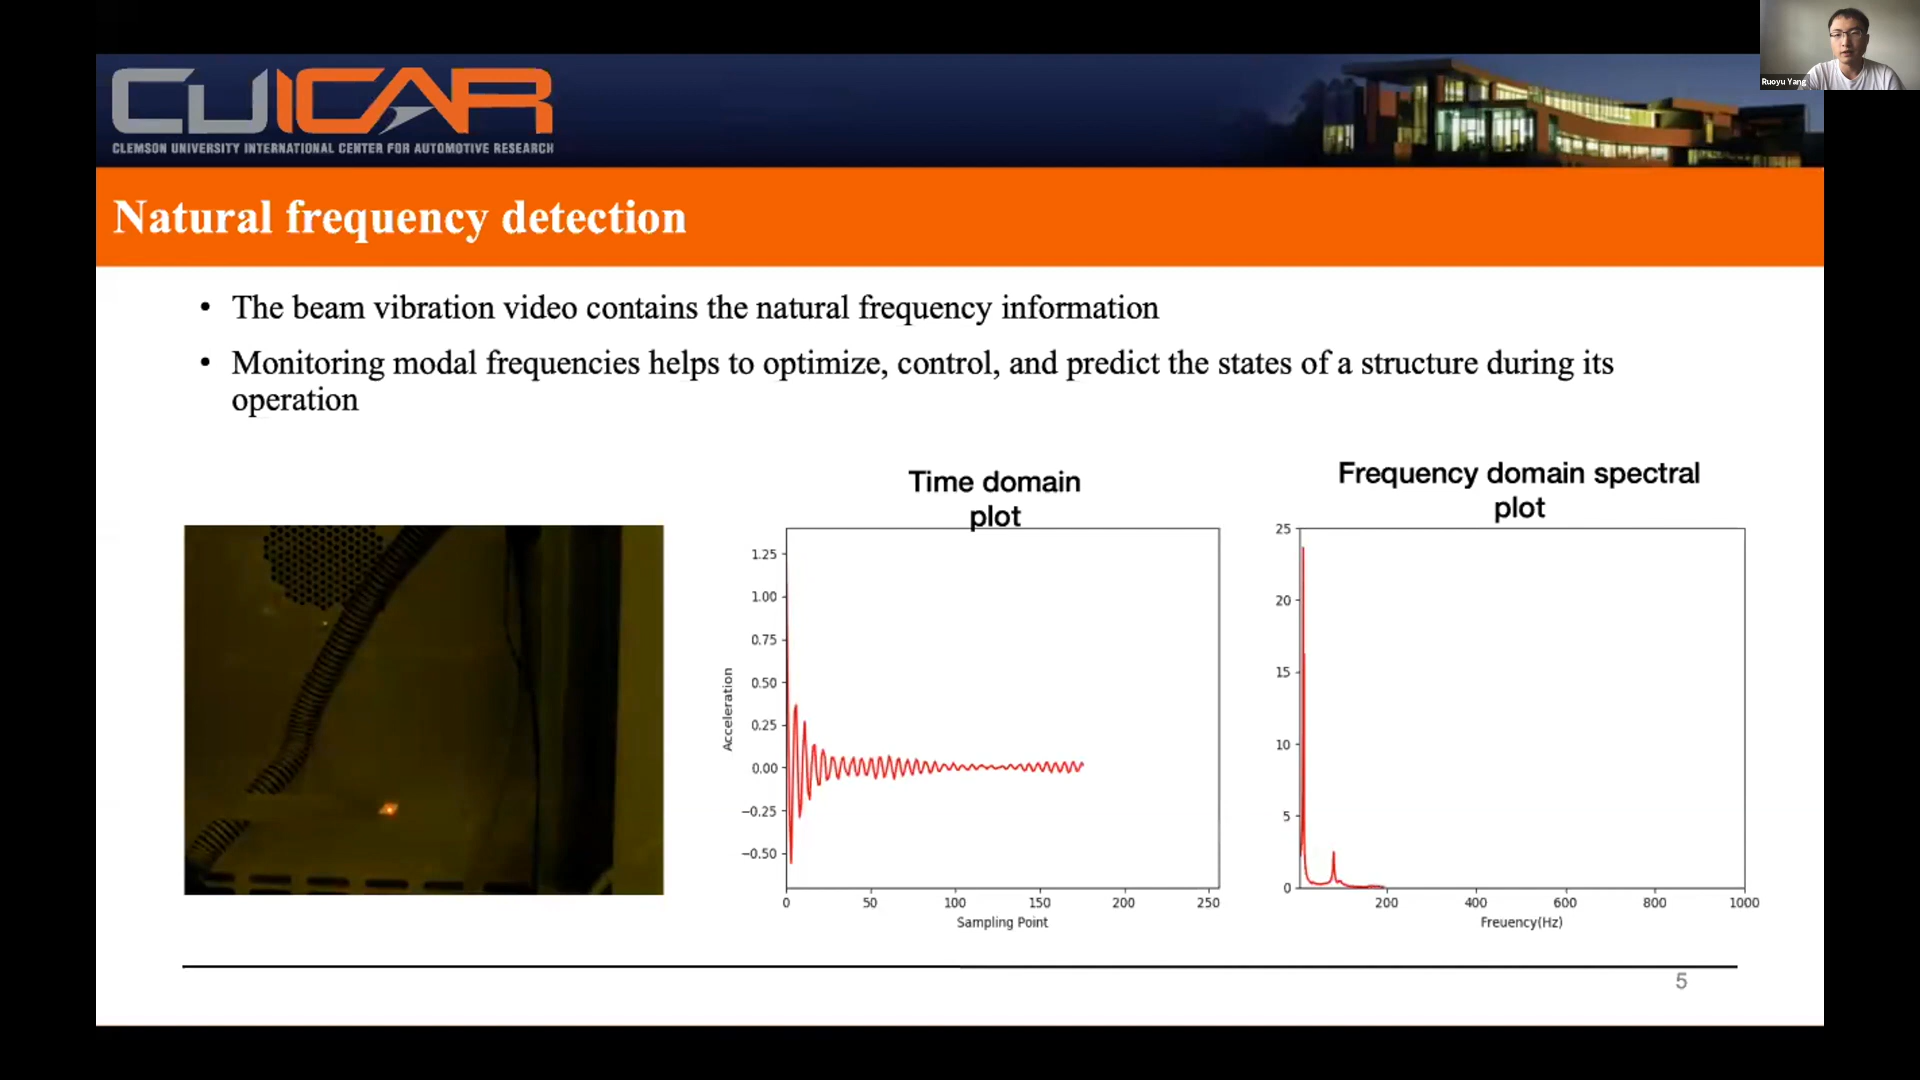 Ruoyu Yang
CUICAR
CLEMSON UNIVERSITY INTERNATIONAL CENTER FOR AUTOMOTIVE RESEARCH
Natural frequency detection
• The beam vibration video contains the natural frequency information
• Monitoring modal frequencies helps to optimize, control, and predict the states of a structure during its
operation
Time domain
plot
1.25
1.00
0.75
0.50
0.25
0.00
−0.25
−0.50
Acceleration
0 50 100 150 200 250
Sampling Point
Frequency domain spectral
plot
25
20
15
10
5
0
200 400 600 800 1000
Freuency(Hz)
5